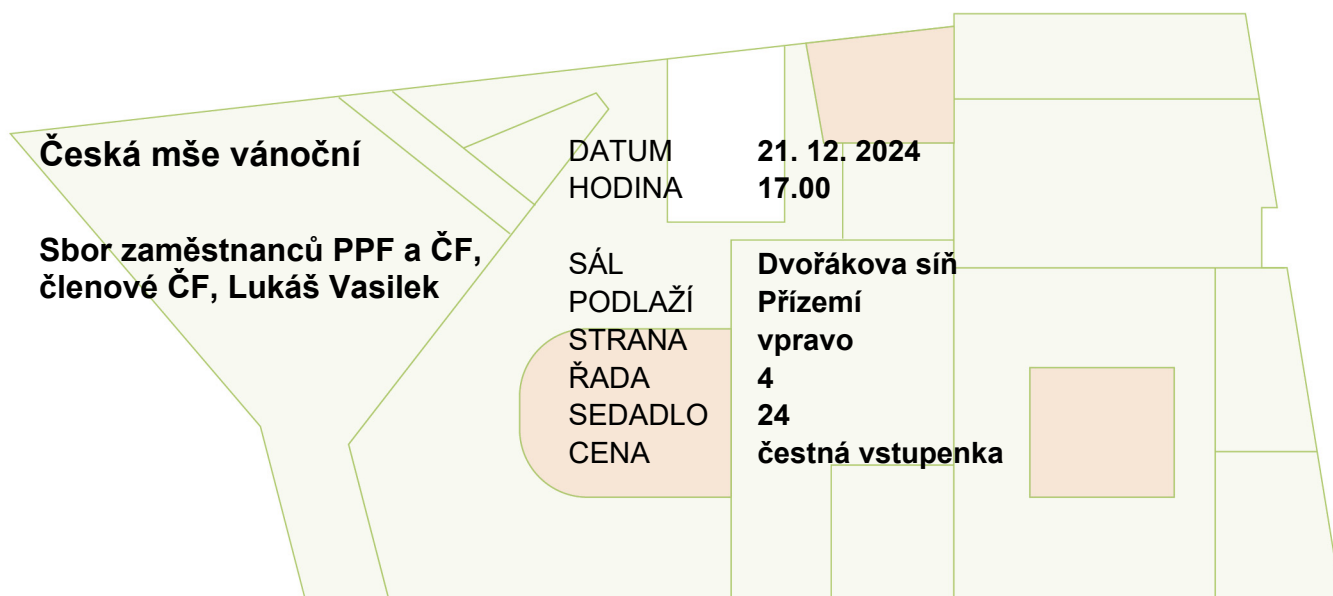 Česká mše vánoční
Sbor zaměstnanců PPF a ČF,
členové ČF, Lukáš Vasilek
DATUM 21. 12. 2024
HODINA 17.00
SÁL Dvořákova síň
PODLAŽÍ Přízemí
STRANA vpravo
ŘADA 4
SEDADLO 24
CENA čestná vstupenka